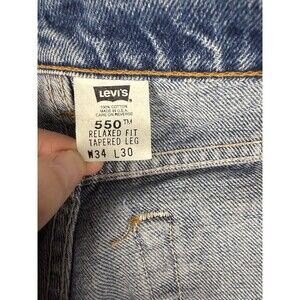 LEVI'S
100% COTTON
MADE IN U.S.A.
CARE ON REVERSE
550™
RELAXED FIT
TAPERED LEG
W34 L30